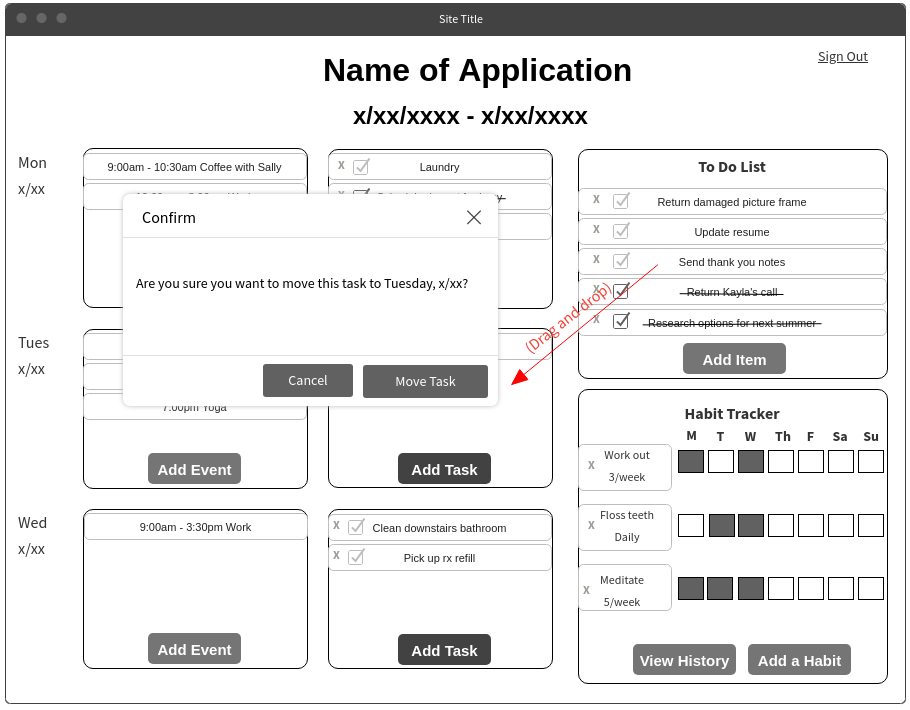 Site Title
Sign Out
Name of Application
x/xx/xxxx - x/xx/xxxx
Mon
x/xx
9:00am - 10:30am Coffee with Sally
X
Laundry
X
Confirm
Are you sure you want to move this task to Tuesday, x/xx?
Cancel
Move Task
Tues
x/xx
7:00pm Yoga
Add Event
Add Task
(Drag and drop)
Wed
x/xx
9:00am - 3:30pm Work
Add Event
X
Clean downstairs bathroom
X
Pick up rx refill
Add Task
To Do List
X
Return damaged picture frame
X
Update resume
X
Send thank you notes
X
Return Kayla's call
X
Research options for next summer
Add Item
Habit Tracker
M T W Th F Sa Su
X
Work out
3/week
X
Floss teeth
Daily
X
Meditate
5/week
View History
Add a Habit